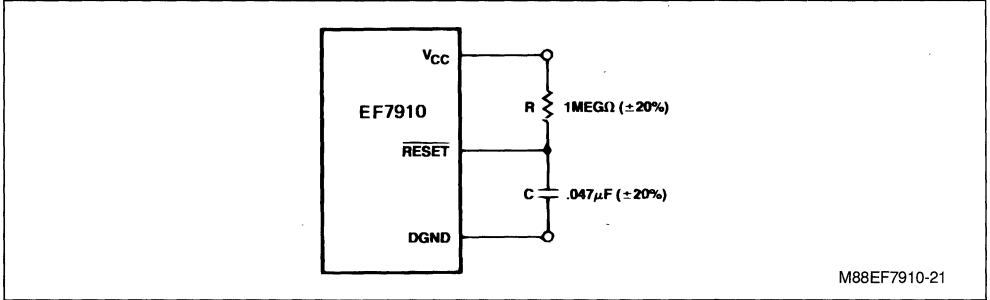 VCC
EF7910
R 1MEGΩ (±20%)
RESET
C .047µF (±20%)
DGND
M88EF7910-21